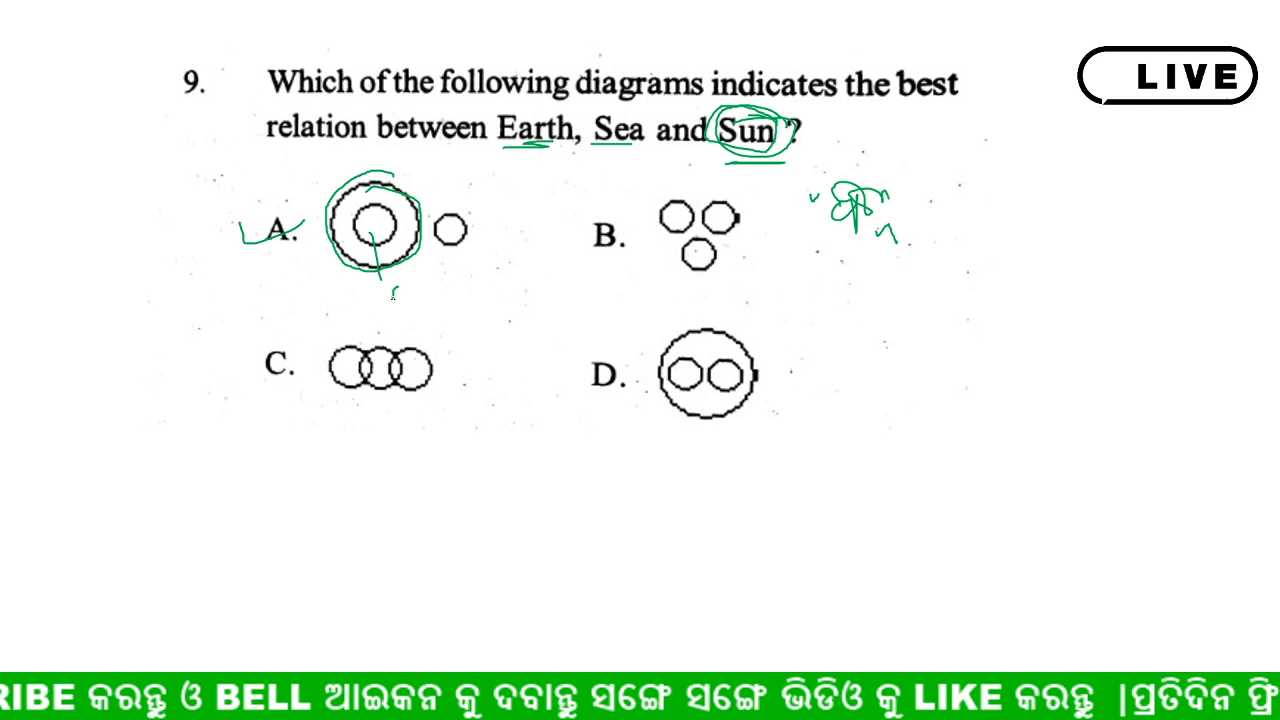 LIVE
9. Which of the following diagrams indicates the best
relation between Earth, Sea and Sun ?
A. B.
C. D.
RIBE କରନ୍ତୁ ଓ BELL ଆଇକନ କୁ ଦବାନ୍ତୁ ସଙ୍ଗେ ସଙ୍ଗେ ଭିଡିଓ କୁ LIKE କରନ୍ତୁ |ପ୍ରତିଦିନ ଫ୍ରି